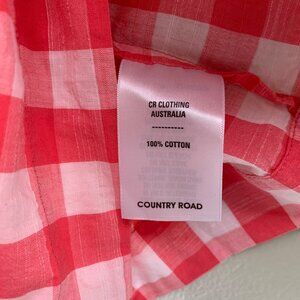 CR CLOTHING
AUSTRALIA
----------
100% COTTON
COUNTRY ROAD